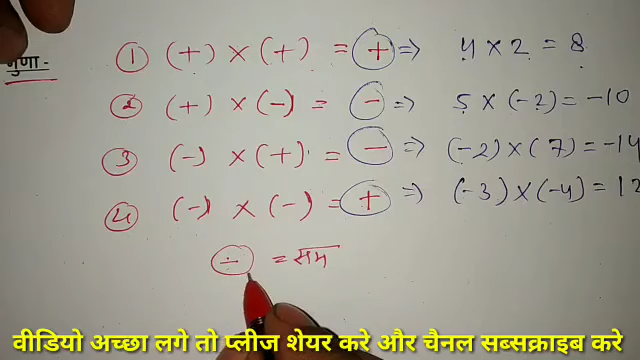 गुणा :-
① (+) × (+) = + ⇒ 4 × 2 = 8
② (+) × (-) = - ⇒ 5 × (-2) = -10
③ (-) × (+) = - ⇒ (-2) × (7) = -14
④ (-) × (-) = + ⇒ (-3) × (-4) = 12
÷ = सम
वीडियो अच्छा लगे तो प्लीज शेयर करे और चैनल सब्सक्राइब करे